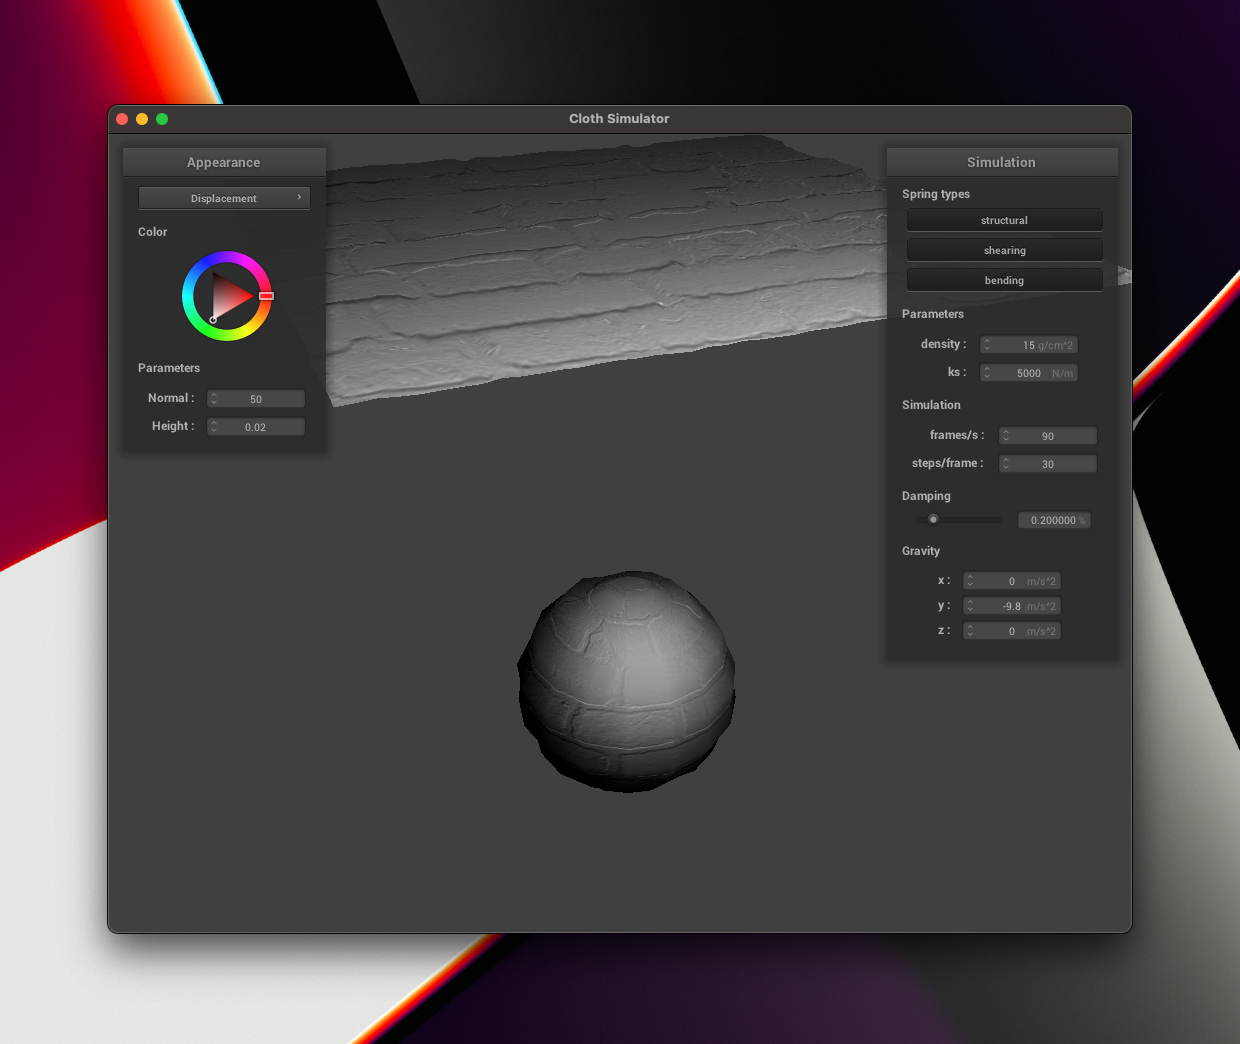 Cloth Simulator
Appearance
Displacement
Color
Parameters
Normal : 50
Height : 0.02
Simulation
Spring types
structural
shearing
bending
Parameters
density : 15 g/cm^2
ks : 5000 N/m
Simulation
frames/s : 90
steps/frame : 30
Damping
0.200000 %
Gravity
x : 0 m/s^2
y : -9.8 m/s^2
z : 0 m/s^2